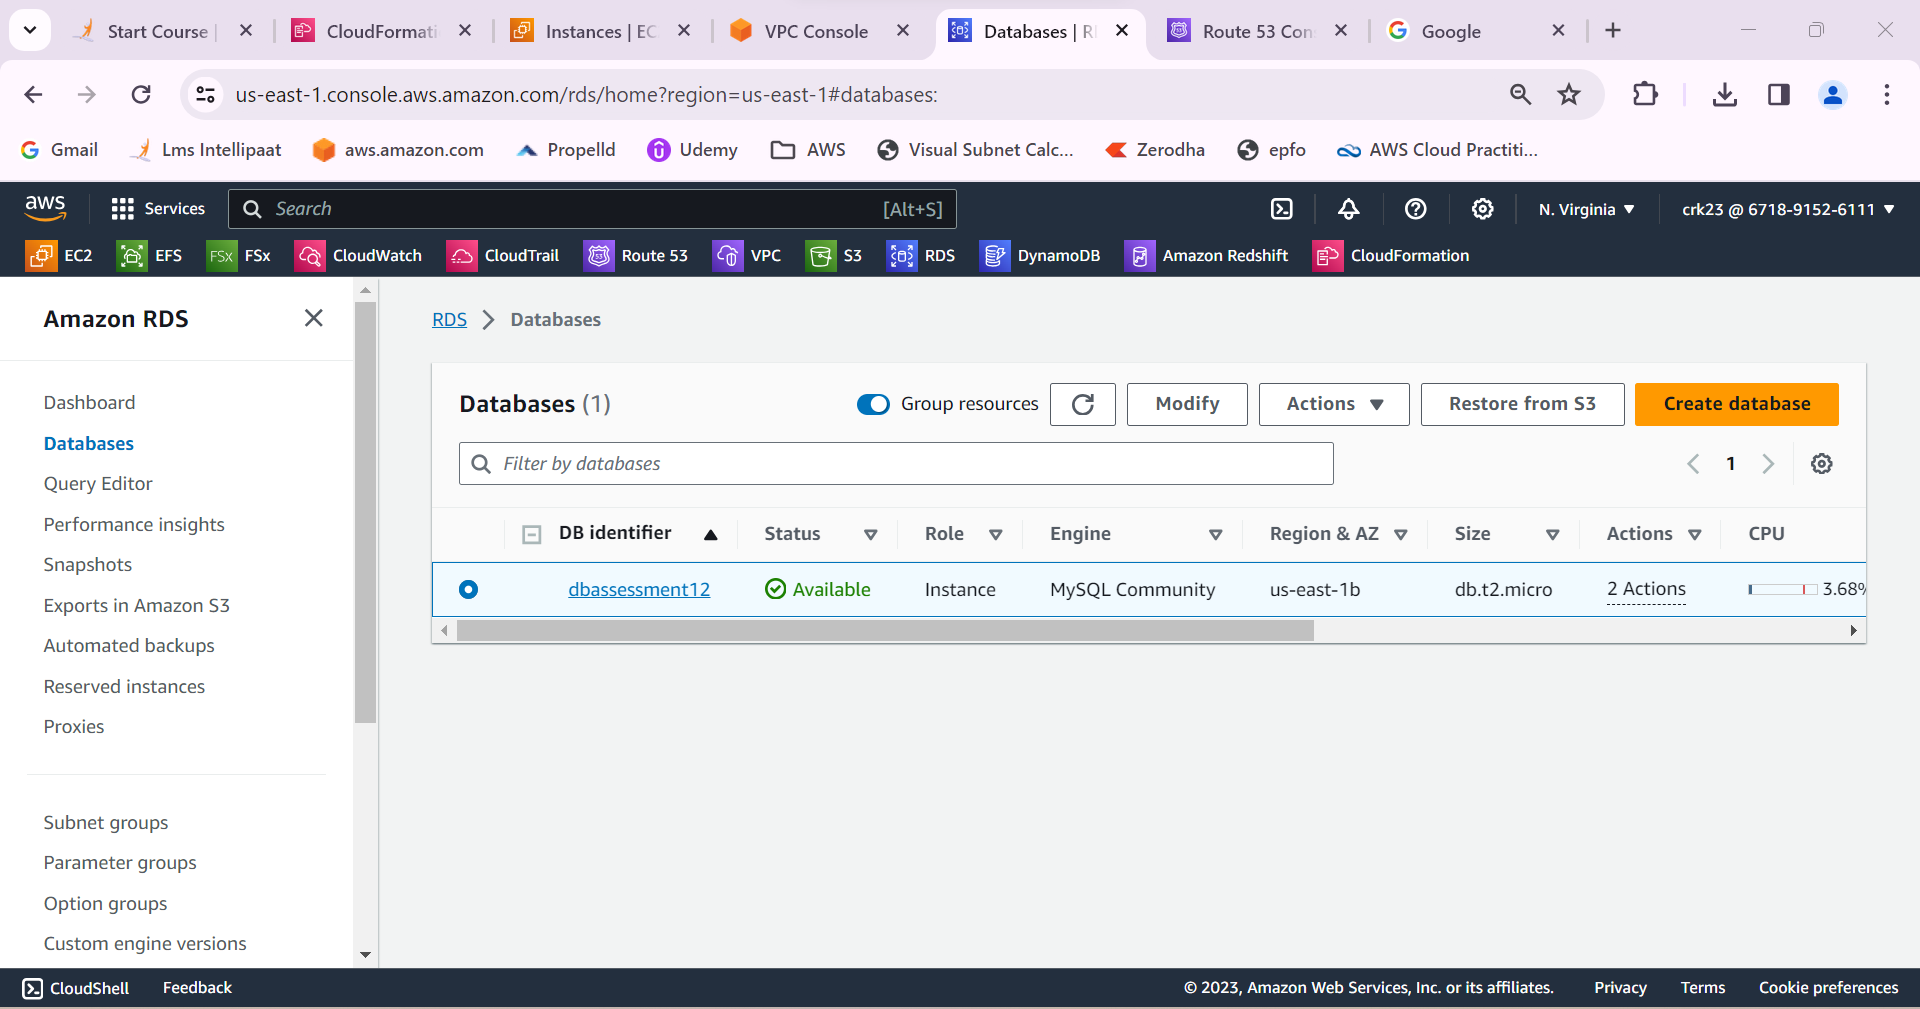 Start Course CloudFormati Instances | EC VPC Console Databases | R Route 53 Con Google
us-east-1.console.aws.amazon.com/rds/home?region=us-east-1#databases:
Gmail Lms Intellipaat aws.amazon.com Propelld Udemy AWS Visual Subnet Calc... Zerodha epfo AWS Cloud Practiti...
aws Services Search [Alt+S] N. Virginia crk23 @ 6718-9152-6111
EC2 EFS FSx FSx CloudWatch CloudTrail Route 53 VPC S3 RDS DynamoDB Amazon Redshift CloudFormation
Amazon RDS
Dashboard
Databases
Query Editor
Performance insights
Snapshots
Exports in Amazon S3
Automated backups
Reserved instances
Proxies
Subnet groups
Parameter groups
Option groups
Custom engine versions
RDS Databases
Databases (1) Group resources Modify Actions Restore from S3 Create database
Filter by databases 1
DB identifier Status Role Engine Region & AZ Size Actions CPU
dbassessment12 Available Instance MySQL Community us-east-1b db.t2.micro 2 Actions 3.68%
CloudShell Feedback © 2023, Amazon Web Services, Inc. or its affiliates. Privacy Terms Cookie preferences